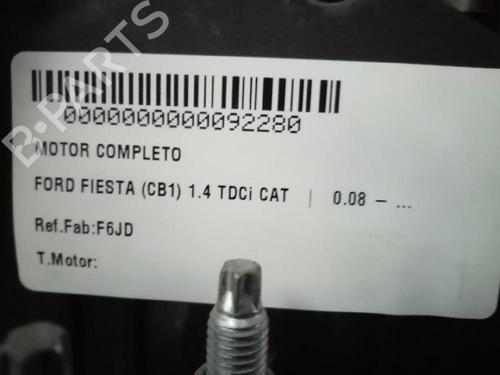 0000000000092280
MOTOR COMPLETO
FORD FIESTA (CB1) 1.4 TDCi CAT | 0.08 – ...
Ref.Fab:F6JD
T.Motor:
B-PARTS